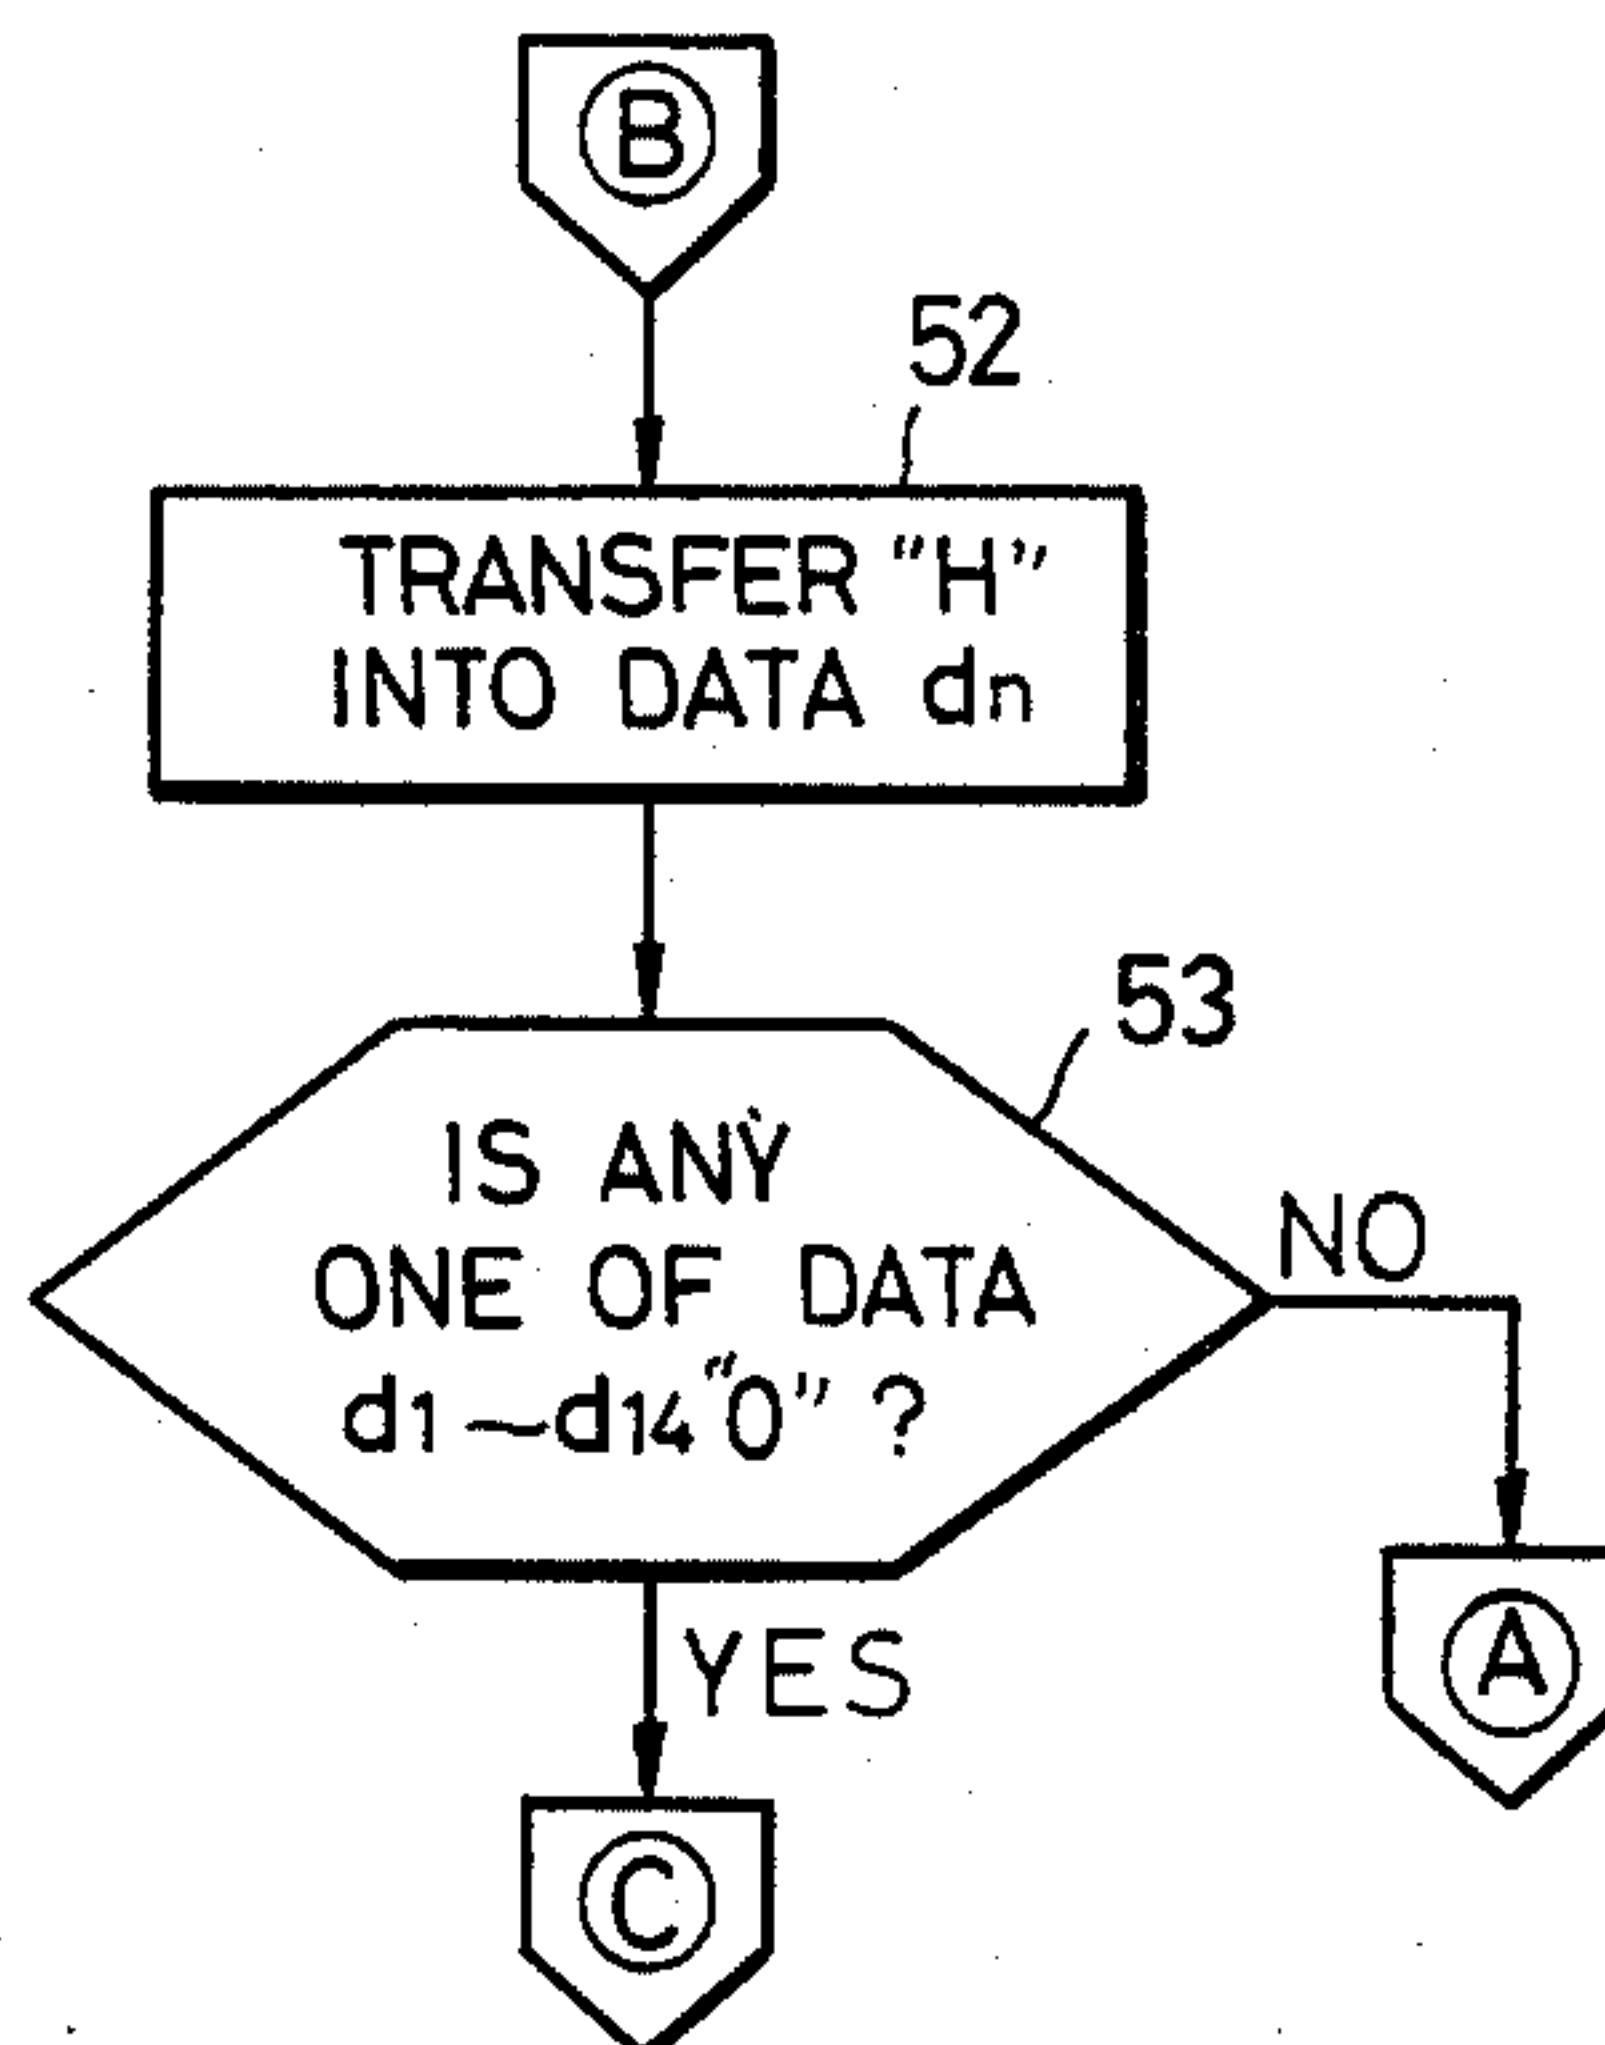 B
52
TRANSFER “H”
INTO DATA dn
53
IS ANY
ONE OF DATA
d1~d14 “0” ?
NO
YES
A
C